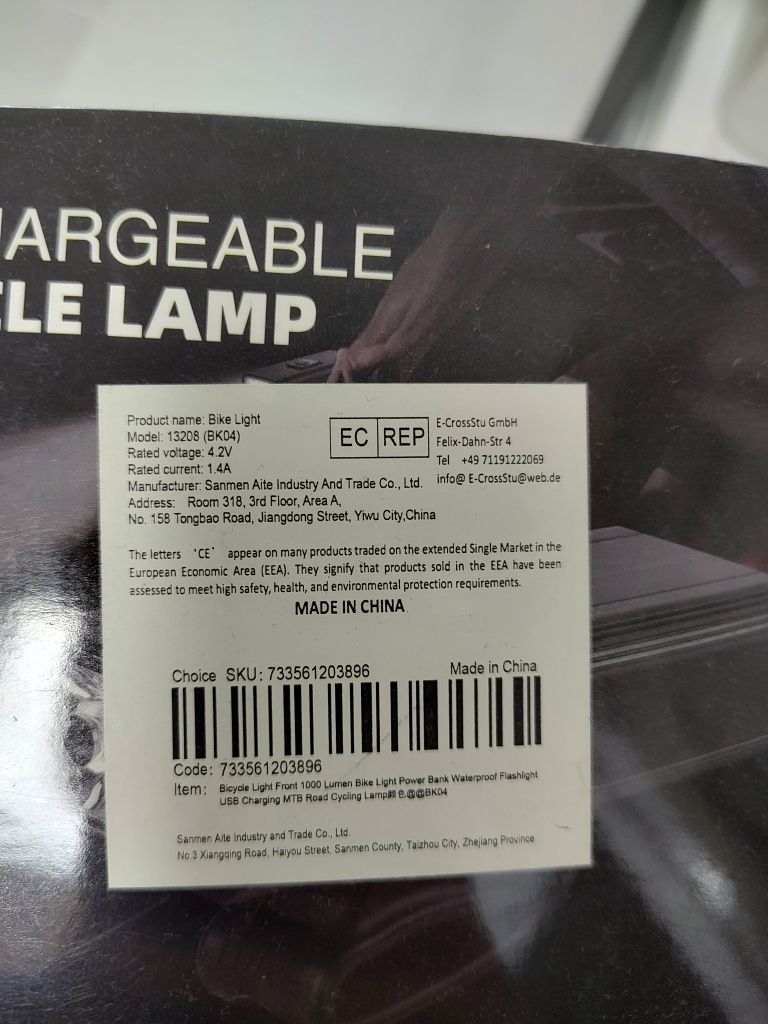 HARGEABLE
CLE LAMP
Product name: Bike Light
Model: 13208 (BK04)
Rated voltage: 4.2V
Rated current: 1.4A
Manufacturer: Sanmen Aite Industry And Trade Co., Ltd.
Address: Room 318, 3rd Floor, Area A,
No. 158 Tongbao Road, Jiangdong Street, Yiwu City,China
EC REP
E-CrossStu GmbH
Felix-Dahn-Str 4
Tel +49 71191222069
info@ E-CrossStu@web.de
The letters 'CE' appear on many products traded on the extended Single Market in the
European Economic Area (EEA). They signify that products sold in the EEA have been
assessed to meet high safety, health, and environmental protection requirements.
MADE IN CHINA
Choice SKU: 733561203896 Made in China
Code: 733561203896
Item: Bicycle Light Front 1000 Lumen Bike Light Power Bank Waterproof Flashlight
USB Charging MTB Road Cycling Lamp颜色@@BK04
Sanmen Aite Industry and Trade Co., Ltd.
No.3 Xiangqing Road, Haiyou Street, Sanmen County, Taizhou City, Zhejiang Province